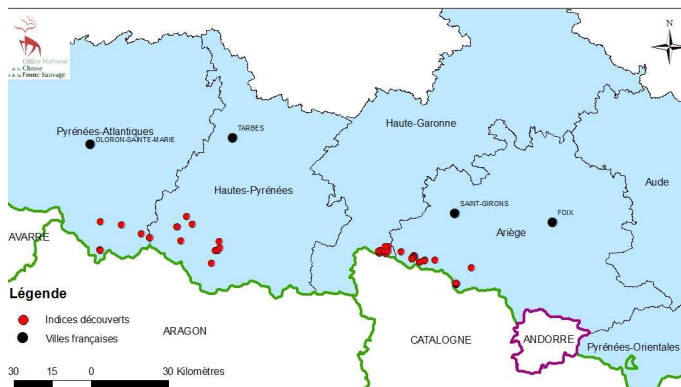 Office National
de la Chasse
et de la Faune Sauvage
N
TARBES
Pyrénées-Atlantiques
OLORON-SAINTE-MARIE
Haute-Garonne
Hautes-Pyrénées
Aude
SAINT-GIRONS
FOIX
Ariège
AVARRE
Légende
Indices découverts
Villes françaises
ARAGON
CATALOGNE
ANDORRE
Pyrénées-Orientales
30 15 0 30 Kilomètres